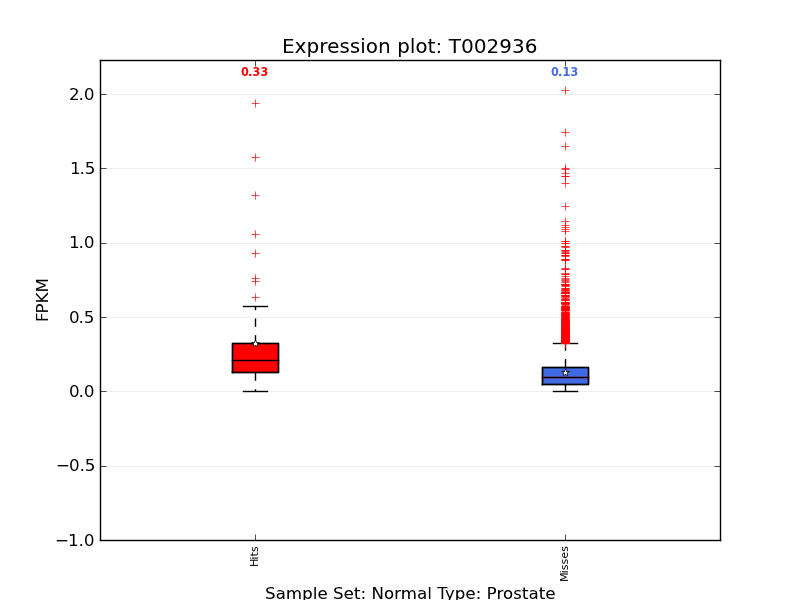 Expression plot: T002936
0.33
0.13
2.0
1.5
1.0
0.5
0.0
−0.5
−1.0
FPKM
Hits
Misses
Sample Set: Normal Type: Prostate